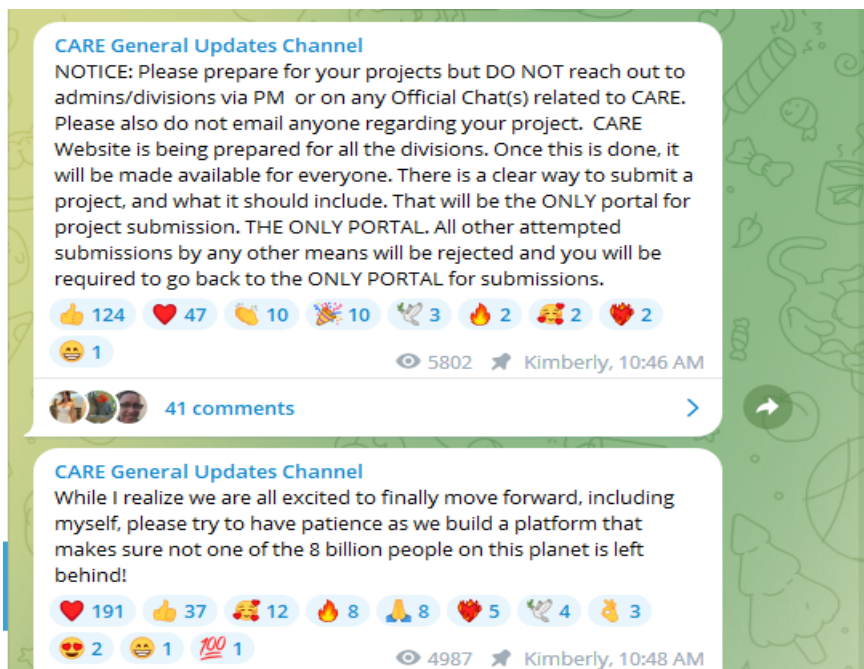 CARE General Updates Channel
NOTICE: Please prepare for your projects but DO NOT reach out to
admins/divisions via PM or on any Official Chat(s) related to CARE.
Please also do not email anyone regarding your project. CARE
Website is being prepared for all the divisions. Once this is done, it
will be made available for everyone. There is a clear way to submit a
project, and what it should include. That will be the ONLY portal for
project submission. THE ONLY PORTAL. All other attempted
submissions by any other means will be rejected and you will be
required to go back to the ONLY PORTAL for submissions.
👍 124 ❤️ 47 👏 10 🎉 10 🕊 3 🔥 2 🥰 2 ❤️‍🔥 2
😁 1
5802 Kimberly, 10:46 AM
41 comments
CARE General Updates Channel
While I realize we are all excited to finally move forward, including
myself, please try to have patience as we build a platform that
makes sure not one of the 8 billion people on this planet is left
behind!
❤️ 191 👍 37 🥰 12 🔥 8 🙏 8 ❤️‍🔥 5 🕊 4 👌 3
😍 2 😁 1 💯 1
4987 Kimberly, 10:48 AM